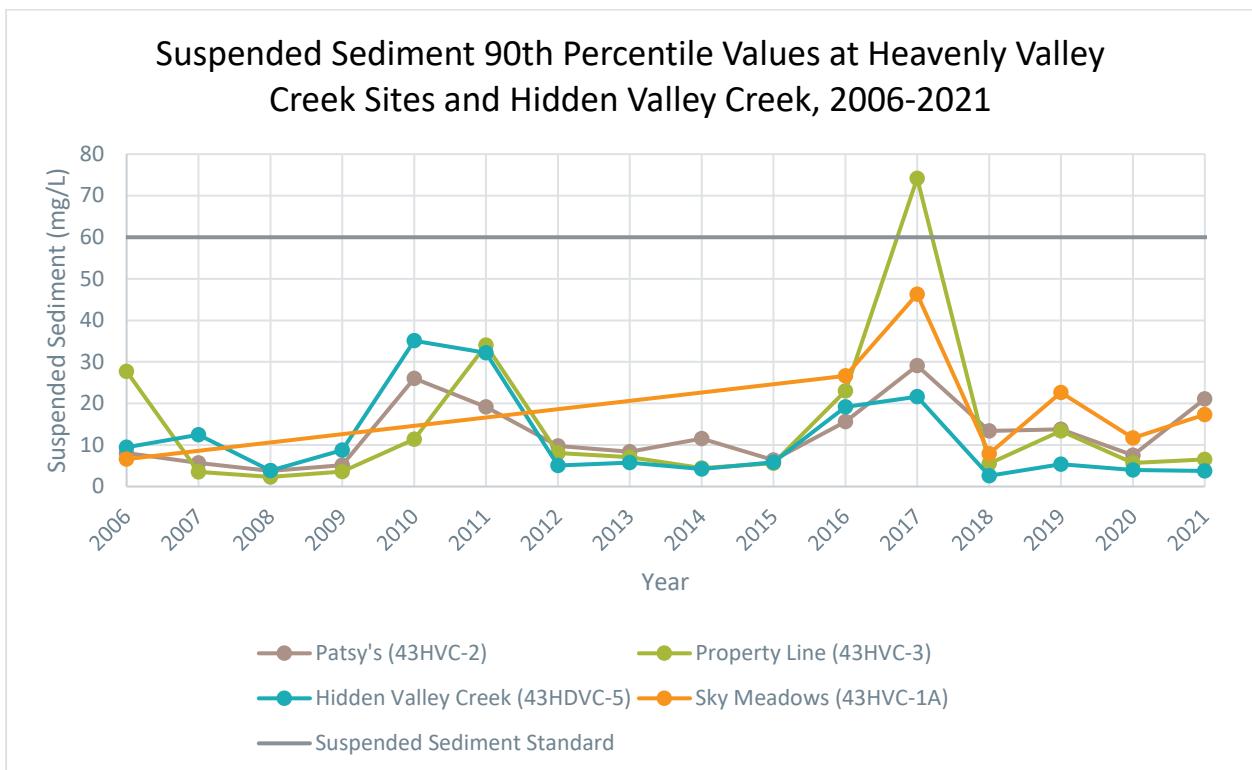 Suspended Sediment 90th Percentile Values at Heavenly Valley
Creek Sites and Hidden Valley Creek, 2006-2021
Suspended Sediment (mg/L)
80
70
60
50
40
30
20
10
0
2006
2007
2008
2009
2010
2011
2012
2013
2014
2015
2016
2017
2018
2019
2020
2021
Year
Patsy's (43HVC-2)
Property Line (43HVC-3)
Hidden Valley Creek (43HDVC-5)
Sky Meadows (43HVC-1A)
Suspended Sediment Standard